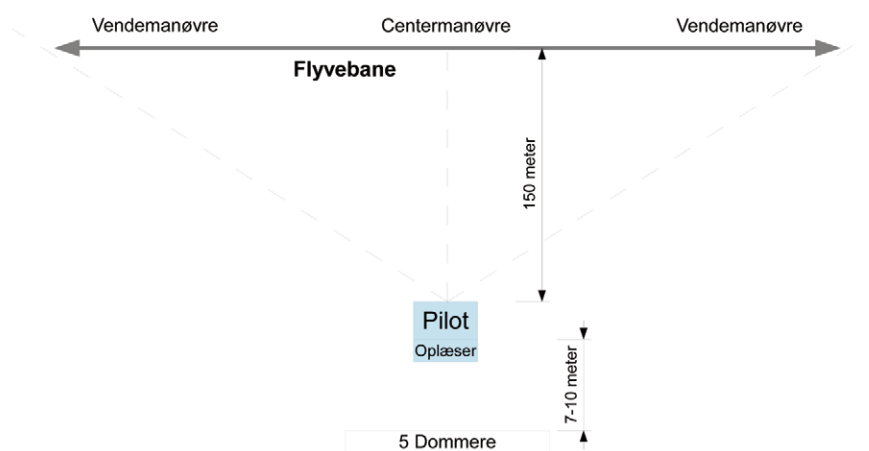 Vendemanøvre Centermanøvre Vendemanøvre
Flyvebane
150 meter
Pilot
Oplæser
7-10 meter
5 Dommere